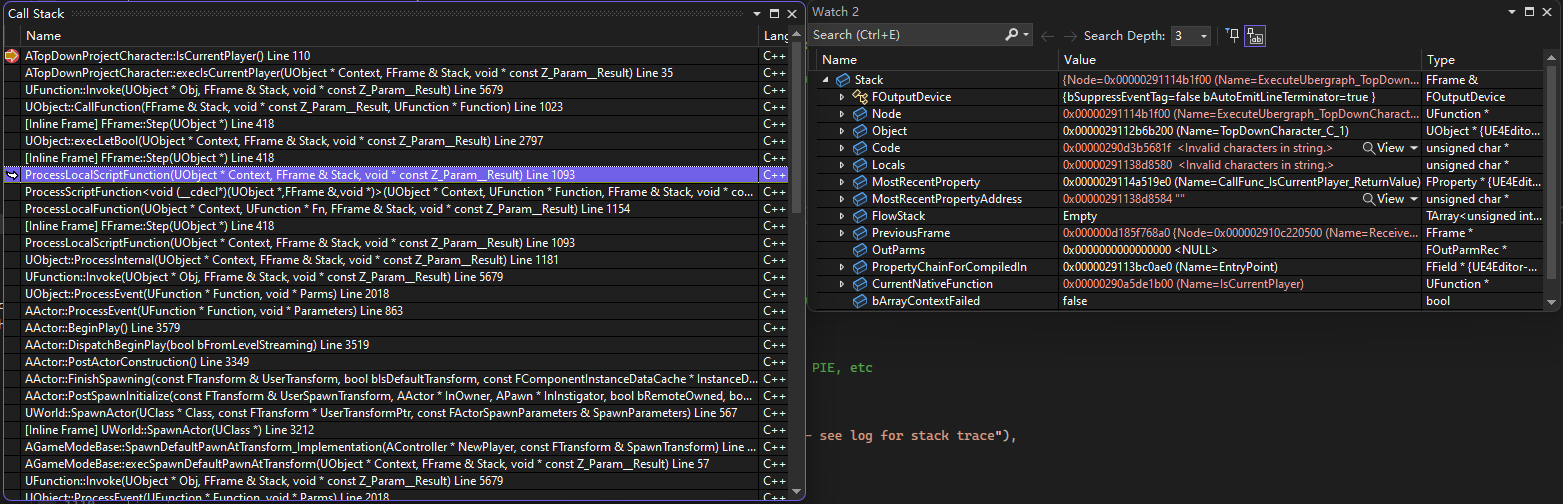 Call Stack
Name Lang
ATopDownProjectCharacter::IsCurrentPlayer() Line 110 C++
ATopDownProjectCharacter::execIsCurrentPlayer(UObject * Context, FFrame & Stack, void * const Z_Param__Result) Line 35 C++
UFunction::Invoke(UObject * Obj, FFrame & Stack, void * const Z_Param__Result) Line 5679 C++
UObject::CallFunction(FFrame & Stack, void * const Z_Param__Result, UFunction * Function) Line 1023 C++
[Inline Frame] FFrame::Step(UObject *) Line 418 C++
UObject::execLetBool(UObject * Context, FFrame & Stack, void * const Z_Param__Result) Line 2797 C++
[Inline Frame] FFrame::Step(UObject *) Line 418 C++
ProcessLocalScriptFunction(UObject * Context, FFrame & Stack, void * const Z_Param__Result) Line 1093 C++
ProcessScriptFunction<void (__cdecl*)(UObject *,FFrame &,void *)>(UObject * Context, UFunction * Function, FFrame & Stack, void * co... C++
ProcessLocalFunction(UObject * Context, UFunction * Fn, FFrame & Stack, void * const Z_Param__Result) Line 1154 C++
[Inline Frame] FFrame::Step(UObject *) Line 418 C++
ProcessLocalScriptFunction(UObject * Context, FFrame & Stack, void * const Z_Param__Result) Line 1093 C++
UObject::ProcessInternal(UObject * Context, FFrame & Stack, void * const Z_Param__Result) Line 1181 C++
UFunction::Invoke(UObject * Obj, FFrame & Stack, void * const Z_Param__Result) Line 5679 C++
UObject::ProcessEvent(UFunction * Function, void * Parms) Line 2018 C++
AActor::ProcessEvent(UFunction * Function, void * Parameters) Line 863 C++
AActor::BeginPlay() Line 3579 C++
AActor::DispatchBeginPlay(bool bFromLevelStreaming) Line 3519 C++
AActor::PostActorConstruction() Line 3349 C++
AActor::FinishSpawning(const FTransform & UserTransform, bool bIsDefaultTransform, const FComponentInstanceDataCache * InstanceD... C++
AActor::PostSpawnInitialize(const FTransform & UserSpawnTransform, AActor * InOwner, APawn * InInstigator, bool bRemoteOwned, bo... C++
UWorld::SpawnActor(UClass * Class, const FTransform * UserTransformPtr, const FActorSpawnParameters & SpawnParameters) Line 567 C++
[Inline Frame] UWorld::SpawnActor(UClass *) Line 3212 C++
AGameModeBase::SpawnDefaultPawnAtTransform_Implementation(AController * NewPlayer, const FTransform & SpawnTransform) Line ... C++
AGameModeBase::execSpawnDefaultPawnAtTransform(UObject * Context, FFrame & Stack, void * const Z_Param__Result) Line 57 C++
UFunction::Invoke(UObject * Obj, FFrame & Stack, void * const Z_Param__Result) Line 5679 C++
UObject::ProcessEvent(UFunction * Function, void * Parms) Line 2018 C++
Watch 2
Search (Ctrl+E) Search Depth: 3
Name Value Type
Stack {Node=0x00000291114b1f00 (Name=ExecuteUbergraph_TopDown... FFrame &
FOutputDevice {bSuppressEventTag=false bAutoEmitLineTerminator=true } FOutputDevice
Node 0x00000291114b1f00 (Name=ExecuteUbergraph_TopDownCharact... UFunction *
Object 0x000029112b6b200 (Name=TopDownCharacter_C_1) UObject * {UE4Edito...
Code 0x00000290d3b5681f <Invalid characters in string.> View unsigned char *
Locals 0x00000291138d8580 <Invalid characters in string.> unsigned char *
MostRecentProperty 0x0000029114a519e0 (Name=CallFunc_IsCurrentPlayer_ReturnValue) FProperty * {UE4Edit...
MostRecentPropertyAddress 0x00000291138d8584 "" View unsigned char *
FlowStack Empty TArray<unsigned int...
PreviousFrame 0x000000d185f768a0 {Node=0x000002910c220500 (Name=Receive... FFrame *
OutParms 0x0000000000000000 <NULL> FOutParmRec *
PropertyChainForCompiledIn 0x0000029113bc0ae0 (Name=EntryPoint) FField * {UE4Editor-...
CurrentNativeFunction 0x00000290a5de1b00 (Name=IsCurrentPlayer) UFunction *
bArrayContextFailed false bool
PIE, etc
see log for stack trace"),